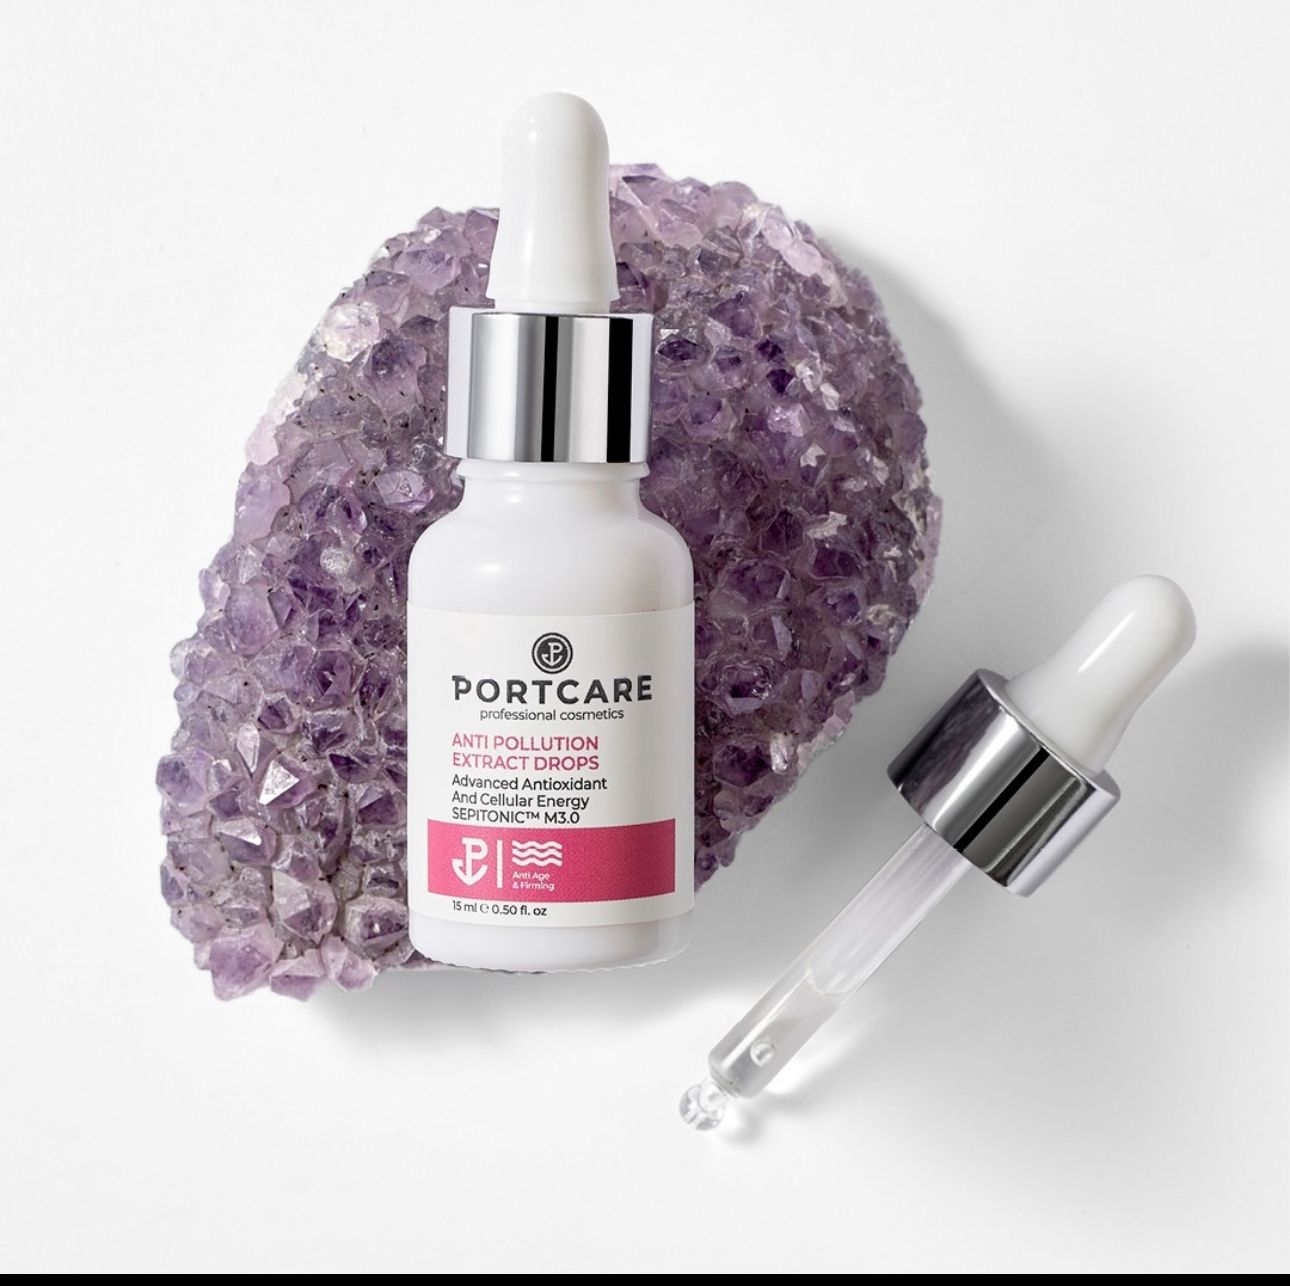 PORTCARE
professional cosmetics
ANTI POLLUTION
EXTRACT DROPS
Advanced Antioxidant
And Cellular Energy
SEPITONIC™ M3.0
Anti Age
& Firming
15 ml ℮ 0.50 fl. oz